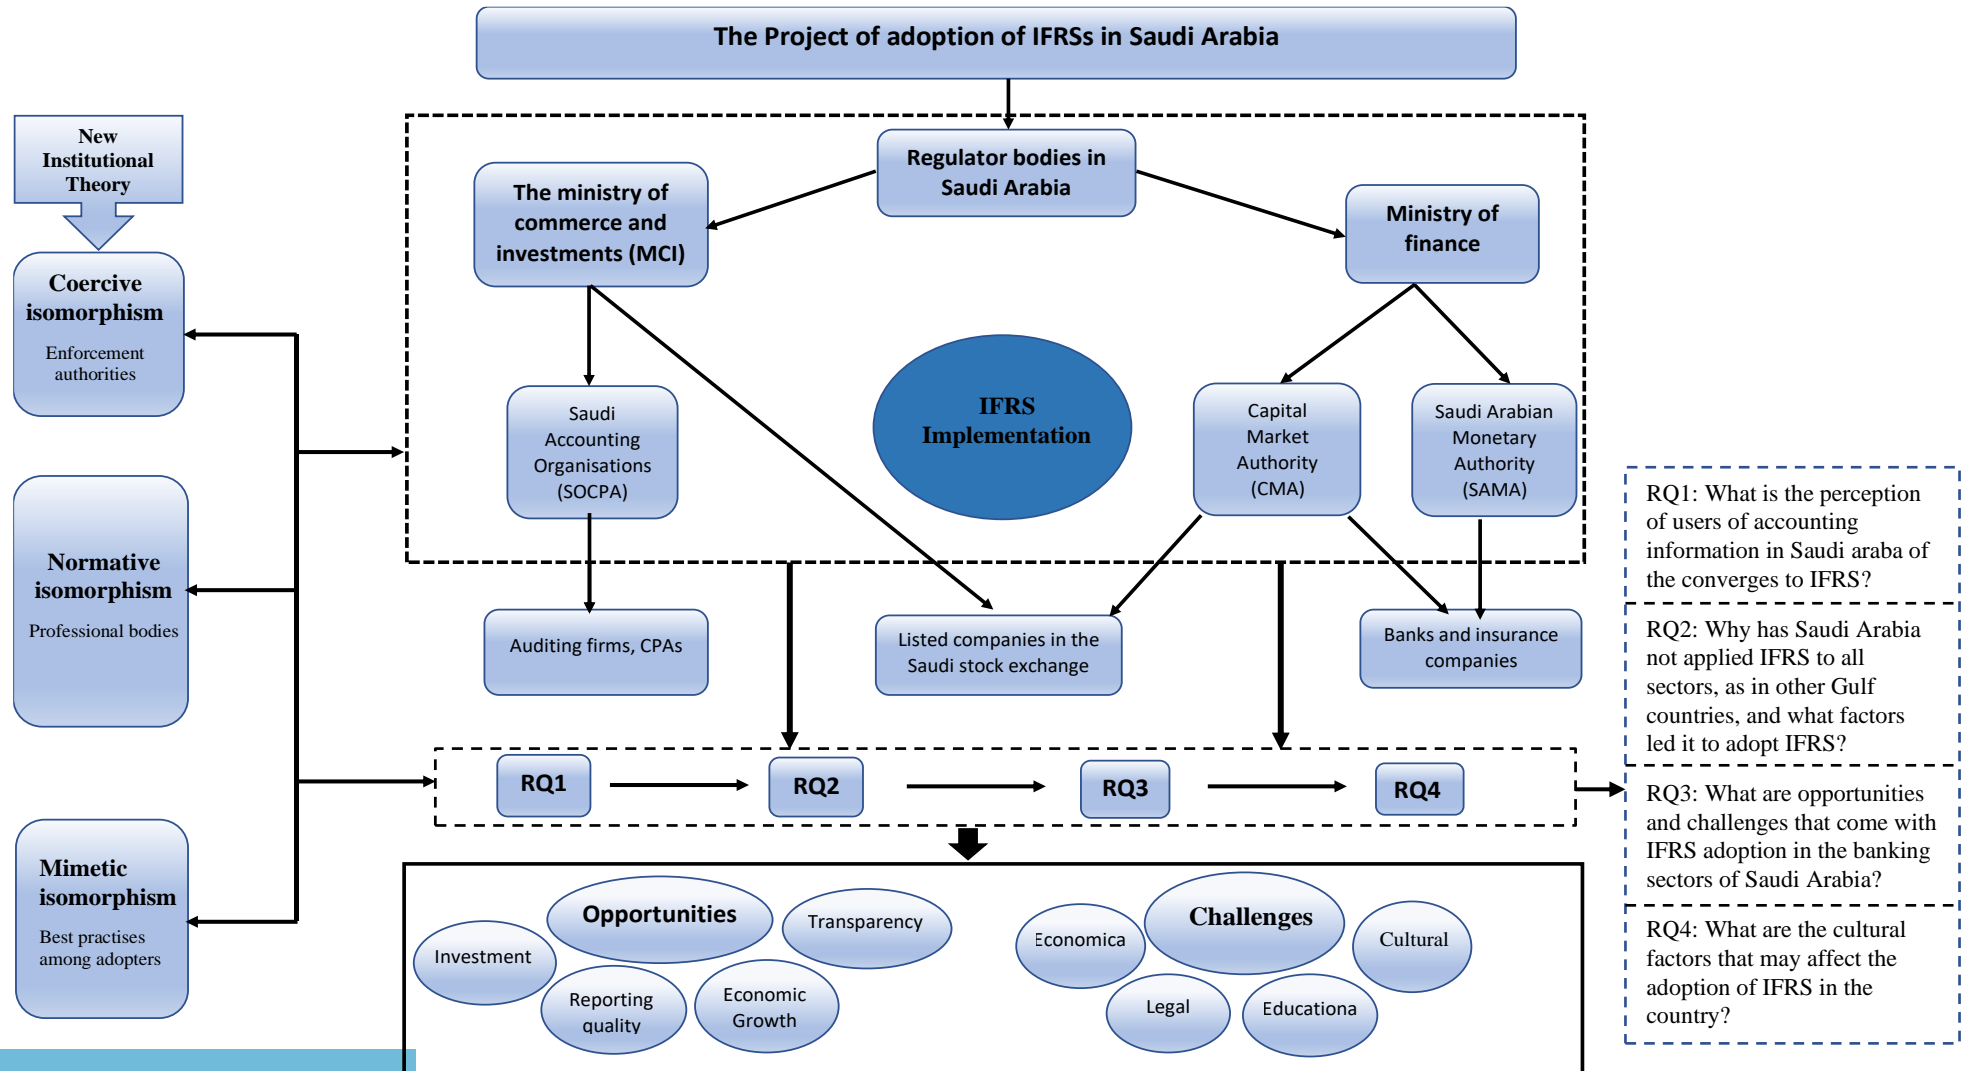 The Project of adoption of IFRSs in Saudi Arabia
New
Institutional
Theory
Coercive
isomorphism
Enforcement
authorities
Normative
isomorphism
Professional bodies
Mimetic
isomorphism
Best practises
among adopters
Regulator bodies in
Saudi Arabia
The ministry of
commerce and
investments (MCI)
Ministry of
finance
Saudi
Accounting
Organisations
(SOCPA)
IFRS
Implementation
Capital
Market
Authority
(CMA)
Saudi Arabian
Monetary
Authority
(SAMA)
Auditing firms, CPAs
Listed companies in the
Saudi stock exchange
Banks and insurance
companies
RQ1
RQ2
RQ3
RQ4
Opportunities
Transparency
Investment
Reporting
quality
Economic
Growth
Challenges
Economica
Cultural
Legal
Educationa
RQ1: What is the perception
of users of accounting
information in Saudi araba of
the converges to IFRS?
RQ2: Why has Saudi Arabia
not applied IFRS to all
sectors, as in other Gulf
countries, and what factors
led it to adopt IFRS?
RQ3: What are opportunities
and challenges that come with
IFRS adoption in the banking
sectors of Saudi Arabia?
RQ4: What are the cultural
factors that may affect the
adoption of IFRS in the
country?